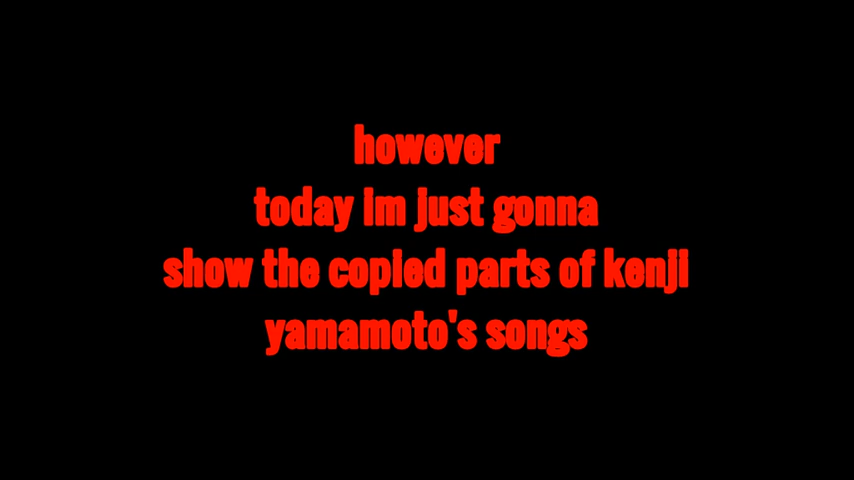 however
today im just gonna
show the copied parts of kenji
yamamoto's songs